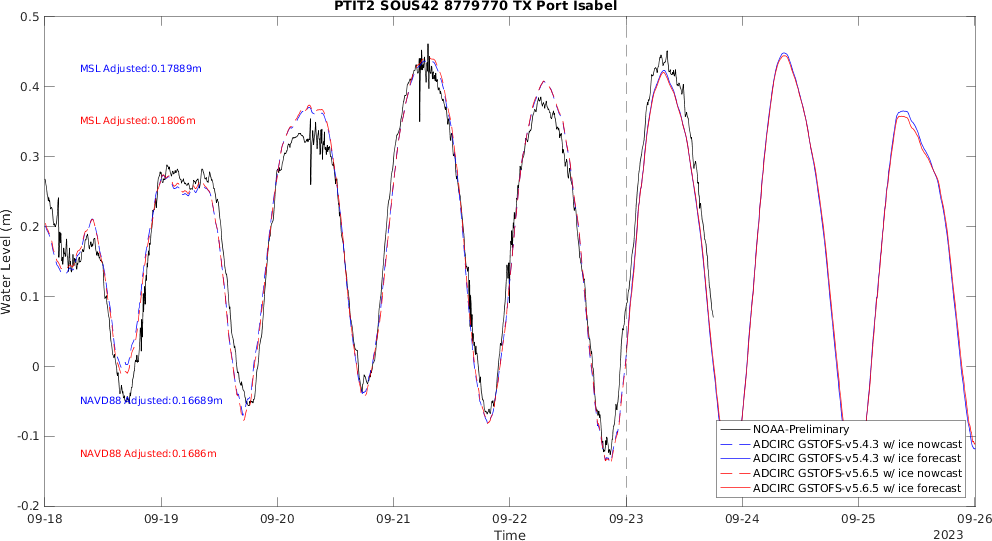 PTIT2 SOUS42 8779770 TX Port Isabel
0.5
0.4
0.3
0.2
0.1
0
-0.1
-0.2
Water Level (m)
MSL Adjusted:0.17889m
MSL Adjusted:0.1806m
NAVD88 Adjusted:0.16689m
NAVD88 Adjusted:0.1686m
NOAA-Preliminary
ADCIRC GSTOFS-v5.4.3 w/ ice nowcast
ADCIRC GSTOFS-v5.4.3 w/ ice forecast
ADCIRC GSTOFS-v5.6.5 w/ ice nowcast
ADCIRC GSTOFS-v5.6.5 w/ ice forecast
09-18 09-19 09-20 09-21 09-22 09-23 09-24 09-25 09-26
Time
2023